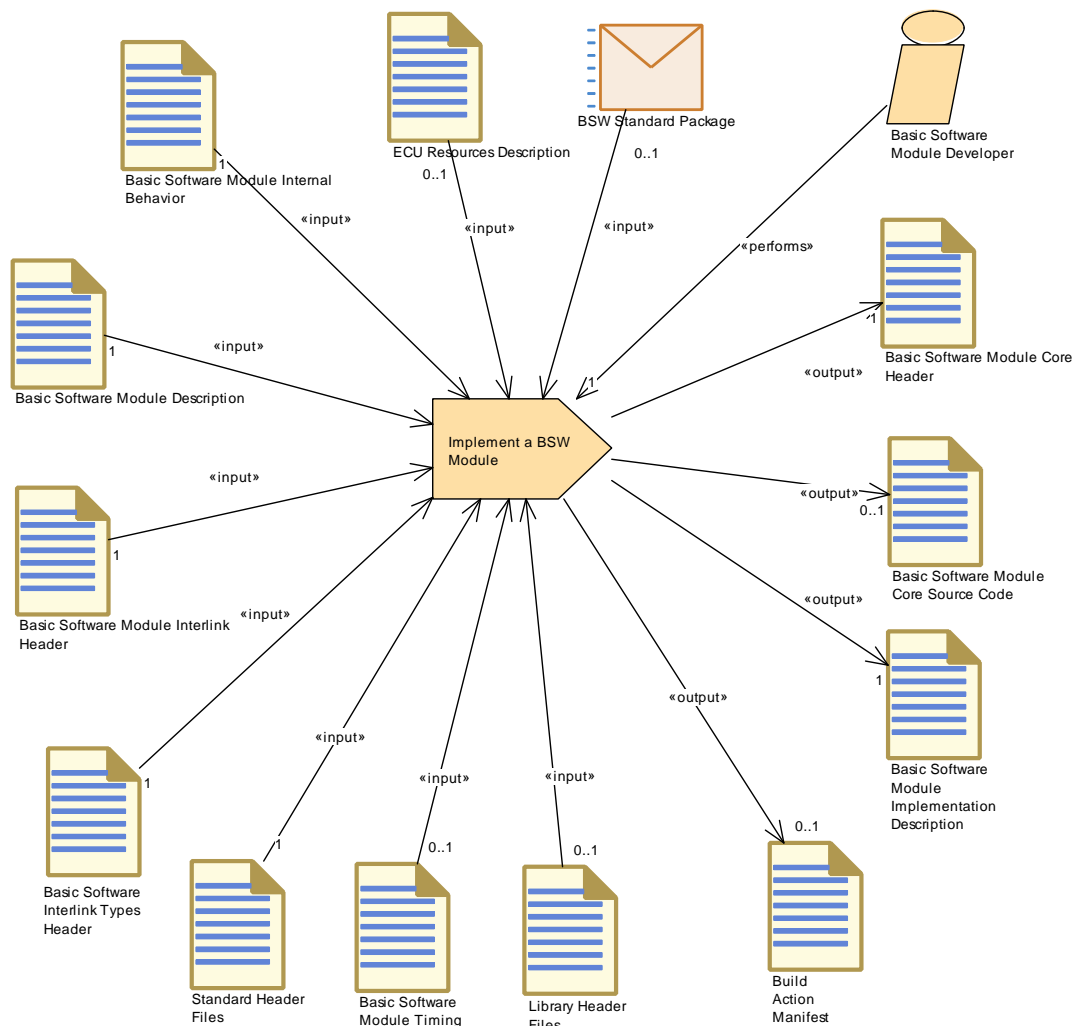 BSW Standard Package
0..1
ECU Resources Description
0..1
Basic Software
Module Developer
1
Basic Software Module Internal
Behavior
«input»
«input»
«input»
«performs»
1
Basic Software Module Core
Header
«input»
1
Basic Software Module Description
«output»
1
Implement a BSW
Module
«input»
1
Basic Software Module Interlink
Header
«output»
0..1
Basic Software Module
Core Source Code
«input»
«output»
1
Basic Software
Module
Implementation
Description
«output»
«input»
«input»
«input»
1
Basic Software
Interlink Types
Header
1
0..1
0..1
0..1
Standard Header
Files
Basic Software
Module Timing
Library Header
Files
Build
Action
Manifest